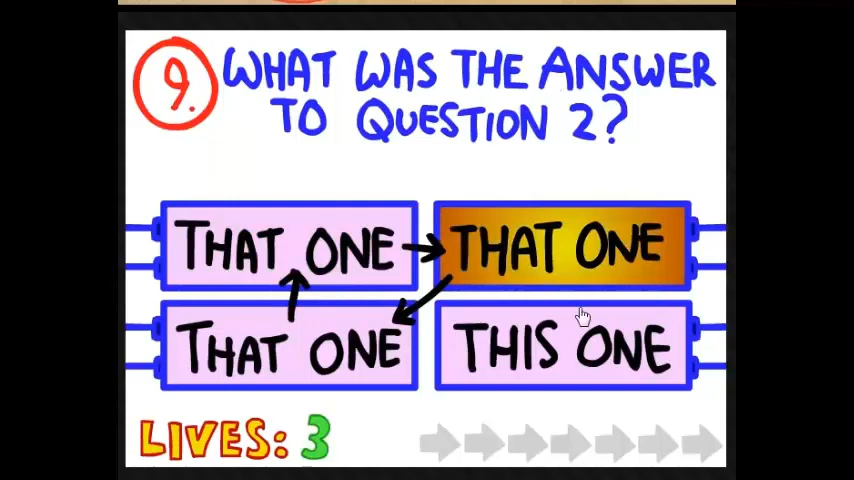 9. WHAT WAS THE ANSWER
TO QUESTION 2?
THAT ONE
THAT ONE
THAT ONE
THIS ONE
LIVES: 3